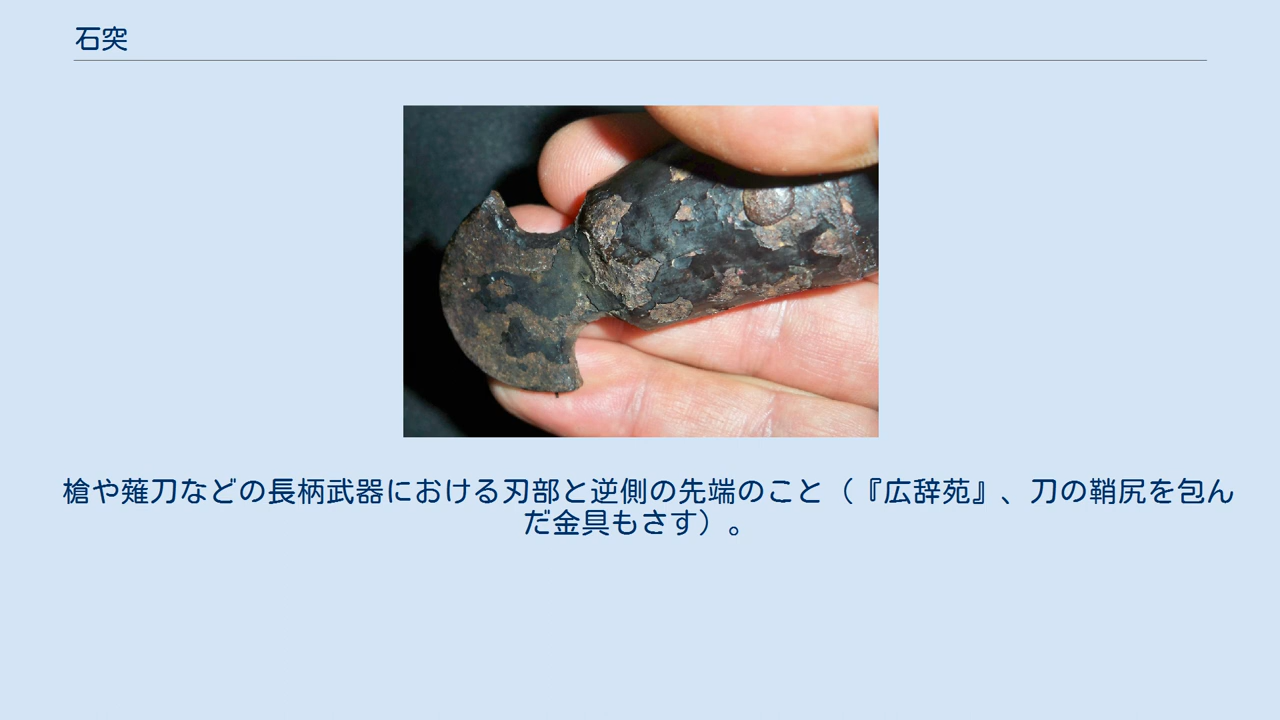 石突
槍や薙刀などの長柄武器における刃部と逆側の先端のこと（『広辞苑』、刀の鞘尻を包ん
だ金具もさす）。